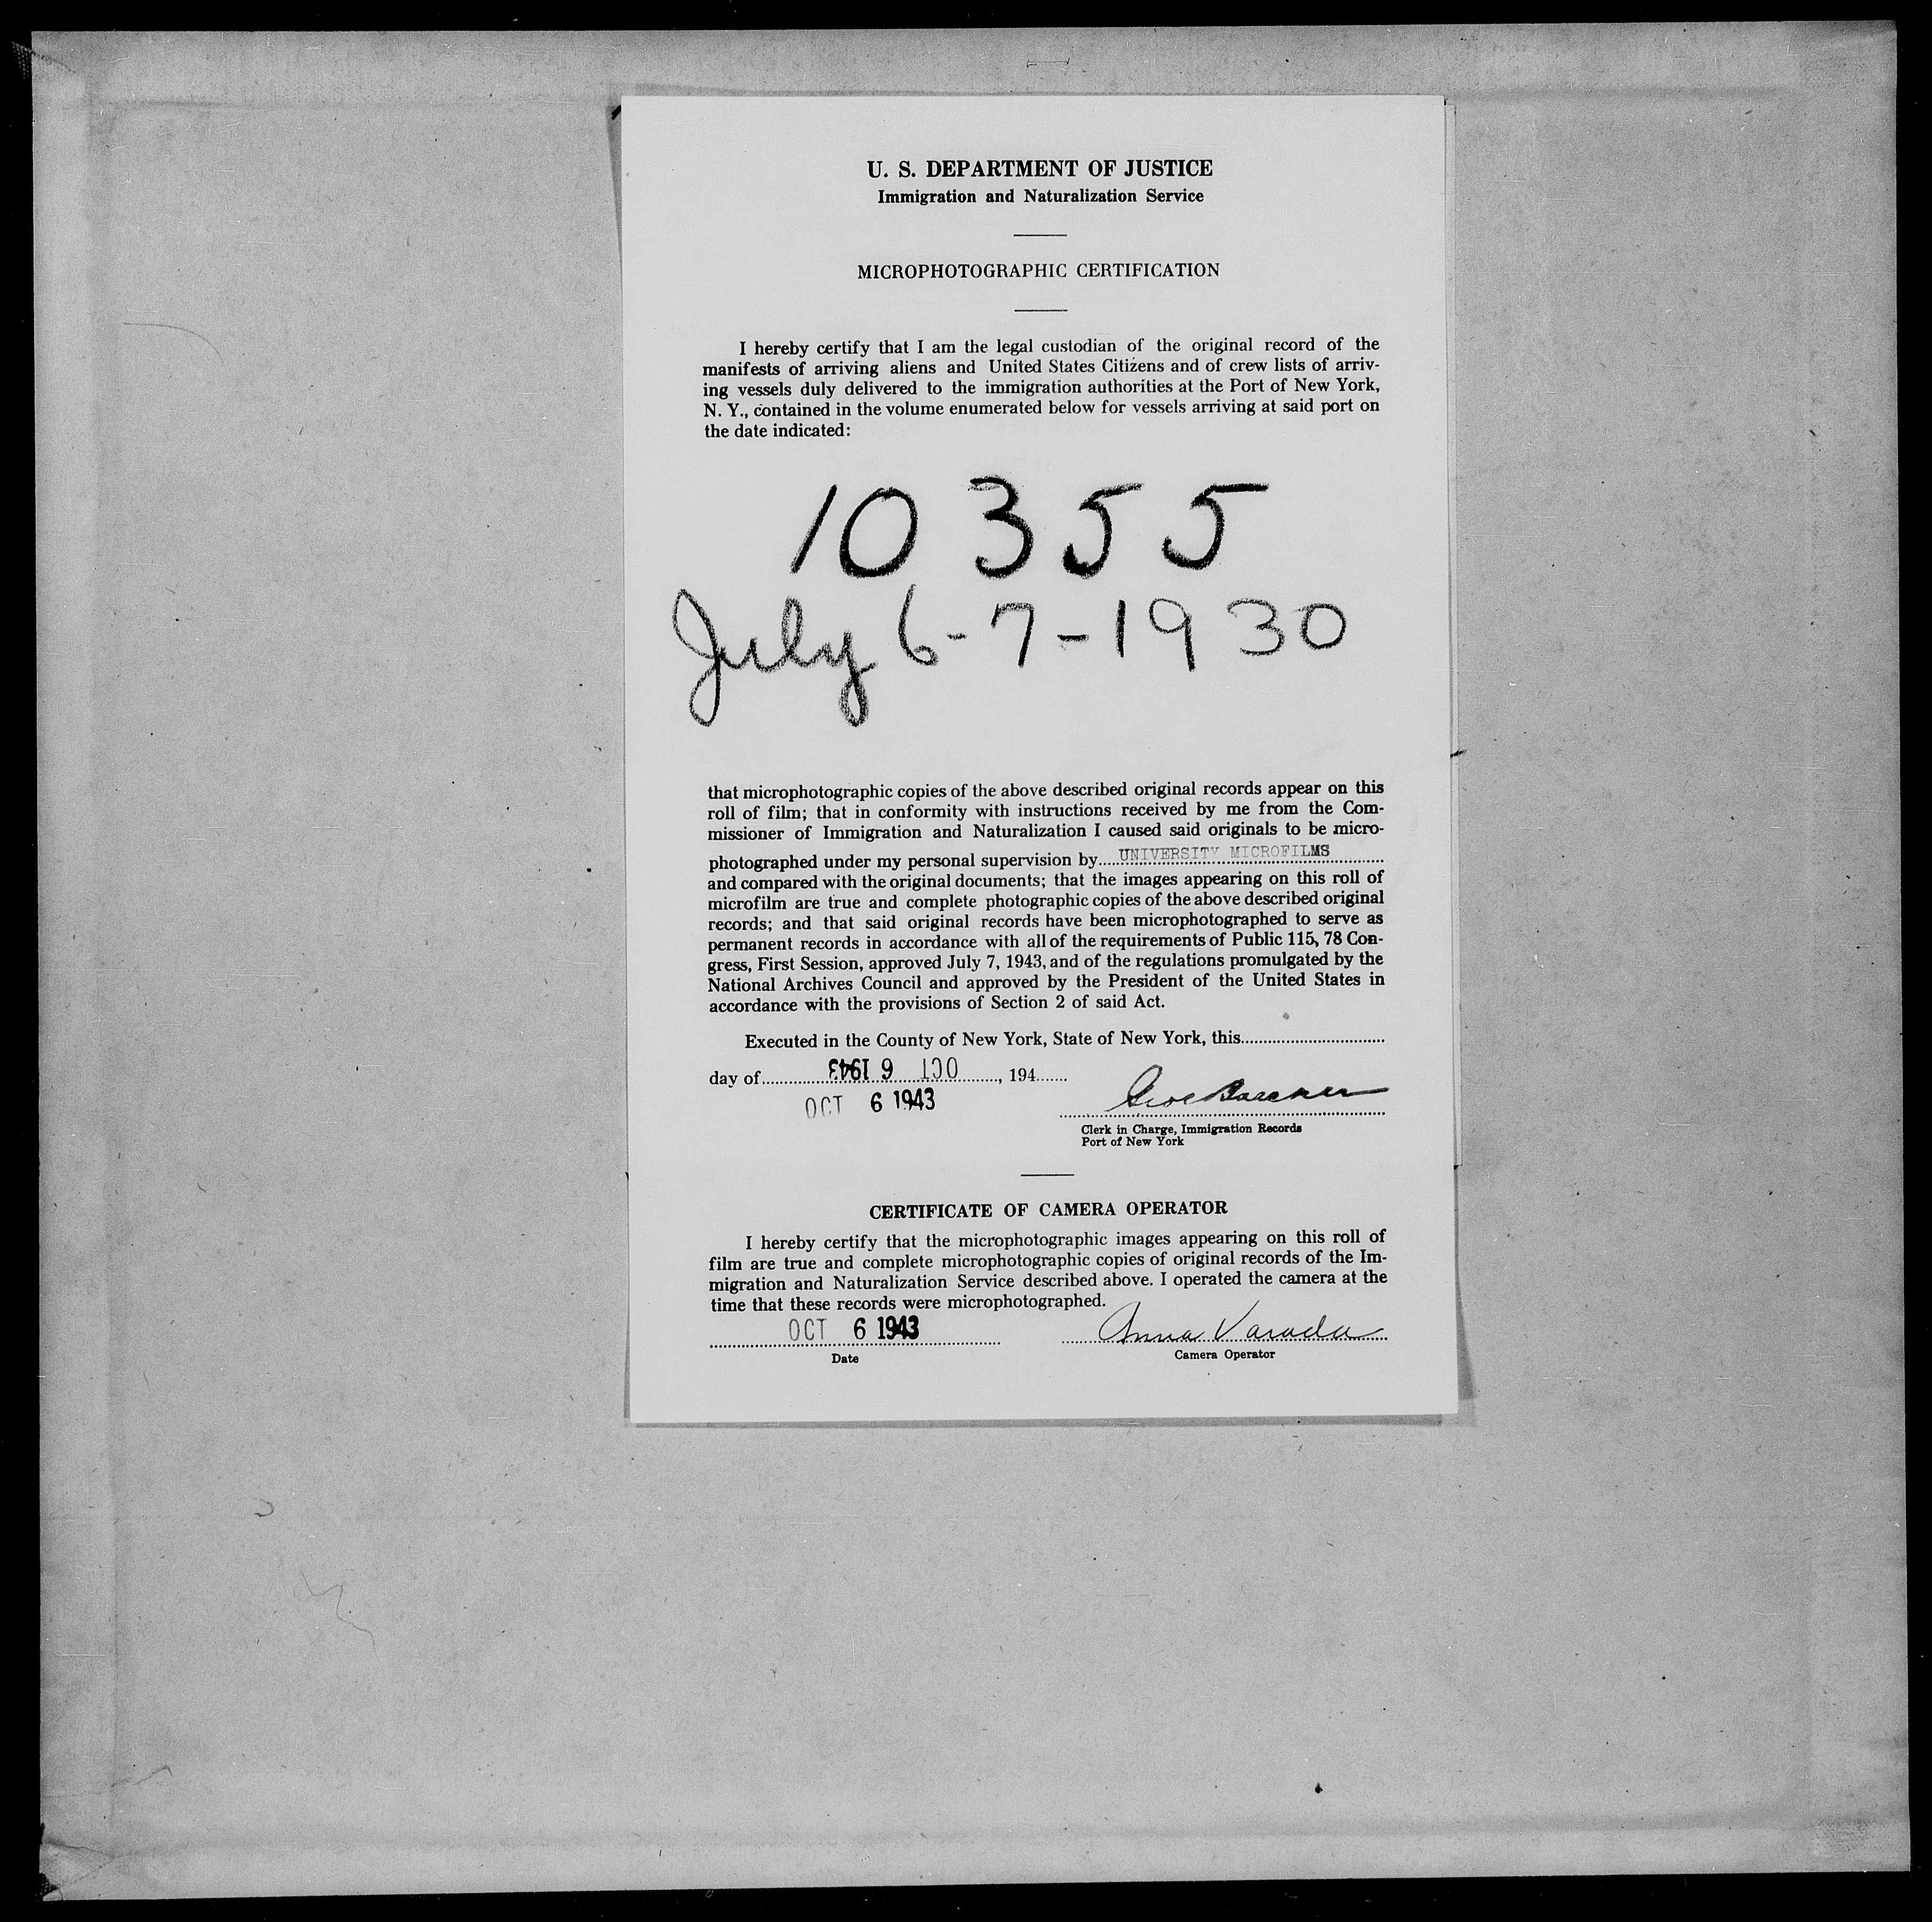 U. S. DEPARTMENT OF JUSTICE
Immigration and Naturalization Service
MICROPHOTOGRAPHIC CERTIFICATION
I hereby certify that I am the legal custodian of the original record of the
manifests of arriving aliens and United States Citizens and of crew lists of arriv-
ing vessels duly delivered to the immigration authorities at the Port of New York,
N. Y., contained in the volume enumerated below for vessels arriving at said port on
the date indicated:
10 355
July 6-7-1930
that microphotographic copies of the above described original records appear on this
roll of film; that in conformity with instructions received by me from the Com-
missioner of Immigration and Naturalization I caused said originals to be micro-
photographed under my personal supervision by UNIVERSITY MICROFILMS
and compared with the original documents; that the images appearing on this roll of
microfilm are true and complete photographic copies of the above described original
records; and that said original records have been microphotographed to serve as
permanent records in accordance with all of the requirements of Public 115, 78 Con-
gress, First Session, approved July 7, 1943, and of the regulations promulgated by the
National Archives Council and approved by the President of the United States in
accordance with the provisions of Section 2 of said Act.
Executed in the County of New York, State of New York, this
day of OCT 6 1943, 194
OCT 6 1943
Clerk in Charge, Immigration Records
Port of New York
CERTIFICATE OF CAMERA OPERATOR
I hereby certify that the microphotographic images appearing on this roll of
film are true and complete microphotographic copies of original records of the Im-
migration and Naturalization Service described above. I operated the camera at the
time that these records were microphotographed.
OCT 6 1943 Anna Varada
Date Camera Operator